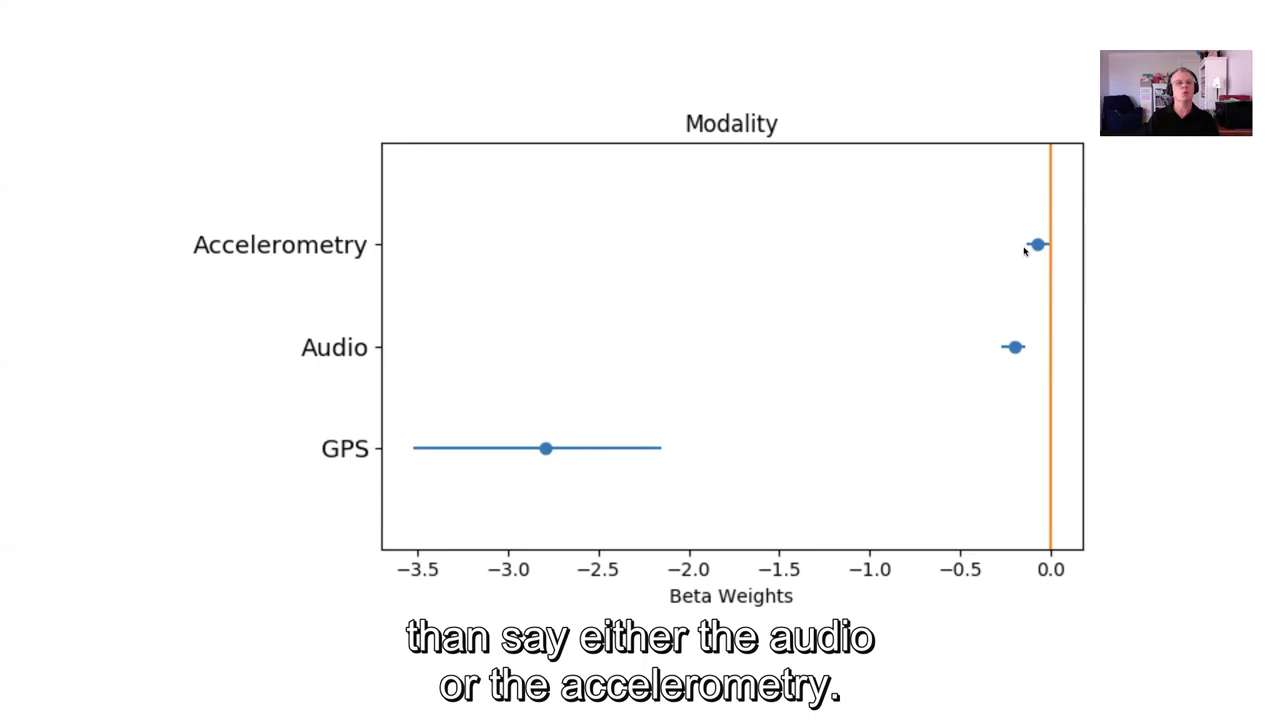 Modality
Accelerometry
Audio
GPS
−3.5 −3.0 −2.5 −2.0 −1.5 −1.0 −0.5 0.0
Beta Weights
than say either the audio
or the accelerometry.